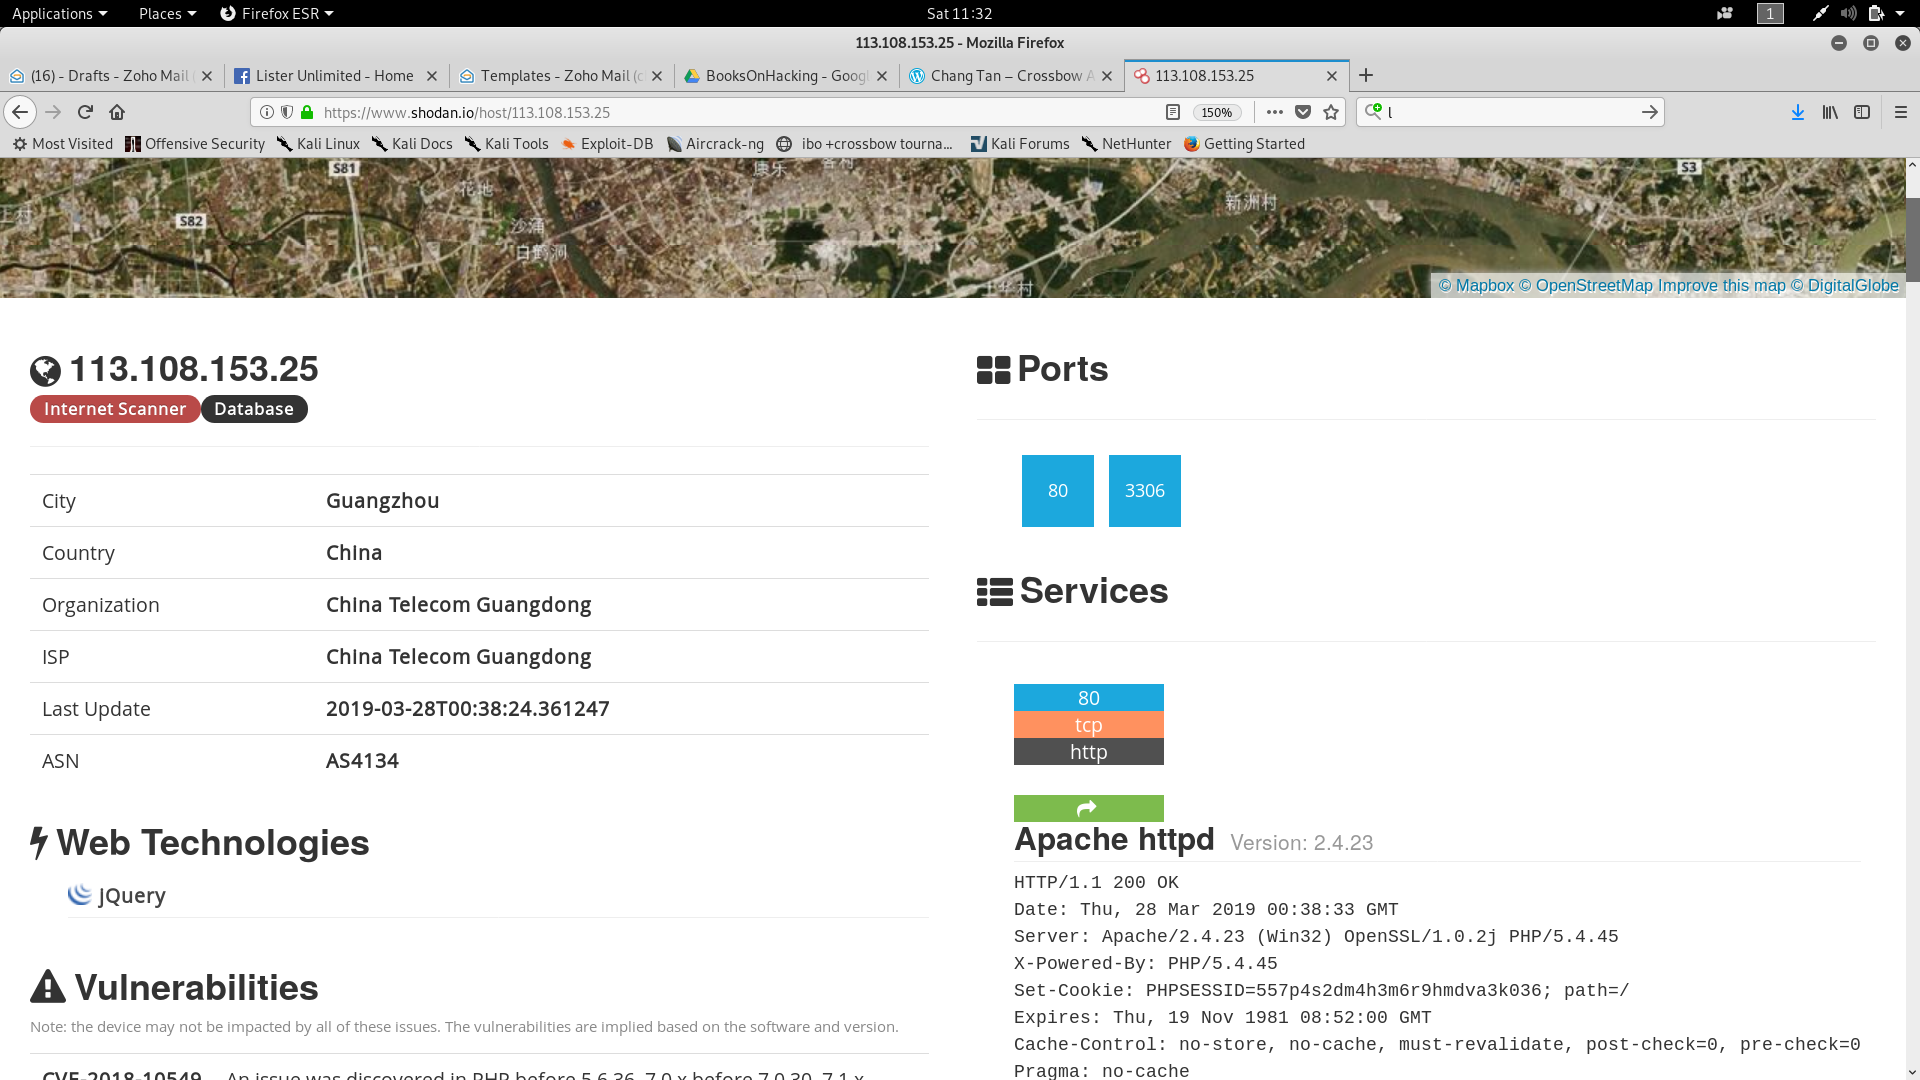 Applications Places Firefox ESR Sat 11:32 1
113.108.153.25 - Mozilla Firefox
(16) - Drafts - Zoho Mail Lister Unlimited - Home Templates - Zoho Mail (c BooksOnHacking - Goog Chang Tan – Crossbow A 113.108.153.25
https://www.shodan.io/host/113.108.153.25 150% l
Most Visited Offensive Security Kali Linux Kali Docs Kali Tools Exploit-DB Aircrack-ng ibo +crossbow tourna... Kali Forums NetHunter Getting Started
S81 康乐 S3
花地
王村 S82 新洲村
沙涌
白鹤洞
© Mapbox © OpenStreetMap Improve this map © DigitalGlobe
113.108.153.25
Internet Scanner Database
City Guangzhou
Country China
Organization China Telecom Guangdong
ISP China Telecom Guangdong
Last Update 2019-03-28T00:38:24.361247
ASN AS4134
Web Technologies
jQuery
Vulnerabilities
Note: the device may not be impacted by all of these issues. The vulnerabilities are implied based on the software and version.
CVE-2018-10549 An issue was discovered in PHP before 5.6.36, 7.0.x before 7.0.30, 7.1.x
Ports
80 3306
Services
80
tcp
http
Apache httpd Version: 2.4.23
HTTP/1.1 200 OK
Date: Thu, 28 Mar 2019 00:38:33 GMT
Server: Apache/2.4.23 (Win32) OpenSSL/1.0.2j PHP/5.4.45
X-Powered-By: PHP/5.4.45
Set-Cookie: PHPSESSID=557p4s2dm4h3m6r9hmdva3k036; path=/
Expires: Thu, 19 Nov 1981 08:52:00 GMT
Cache-Control: no-store, no-cache, must-revalidate, post-check=0, pre-check=0
Pragma: no-cache